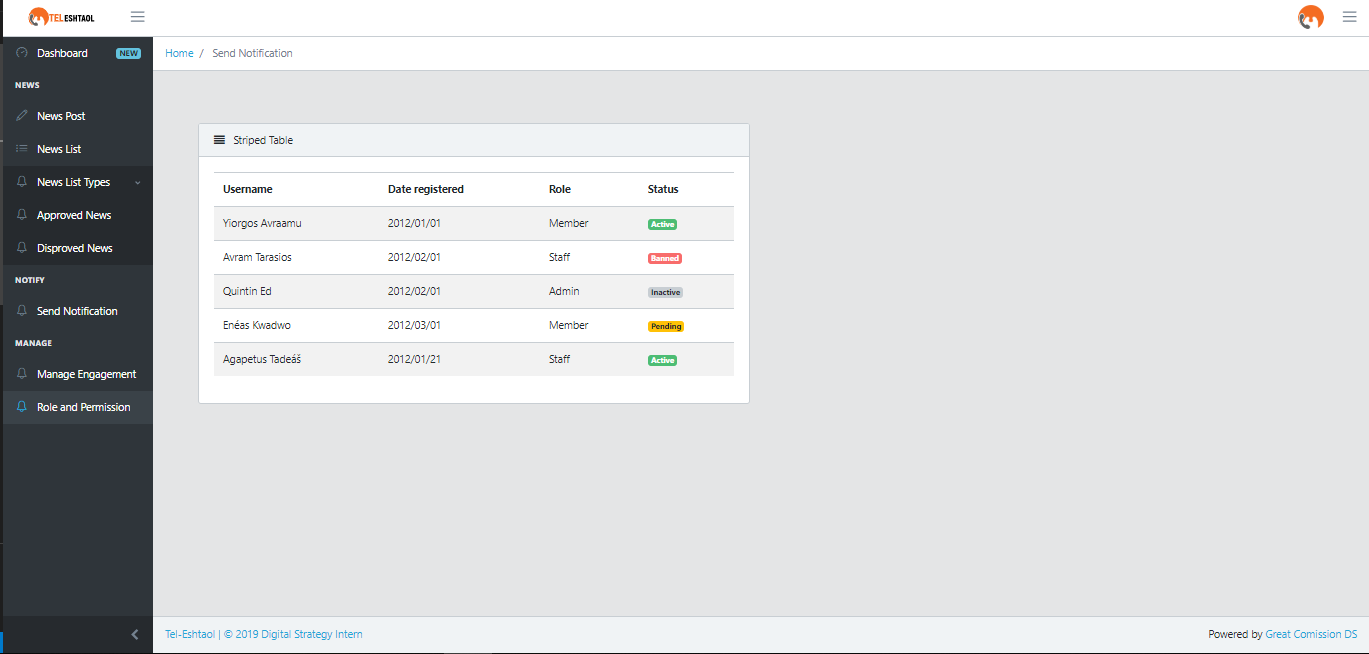 TELESHTAOL
Dashboard NEW
Home / Send Notification
NEWS
News Post
News List
News List Types
Approved News
Disproved News
NOTIFY
Send Notification
MANAGE
Manage Engagement
Role and Permission
Striped Table
Username Date registered Role Status
Yiorgos Avraamu 2012/01/01 Member Active
Avram Tarasios 2012/02/01 Staff Banned
Quintin Ed 2012/02/01 Admin Inactive
Enéas Kwadwo 2012/03/01 Member Pending
Agapetus Tadeáš 2012/01/21 Staff Active
Tel-Eshtaol | © 2019 Digital Strategy Intern
Powered by Great Comission DS